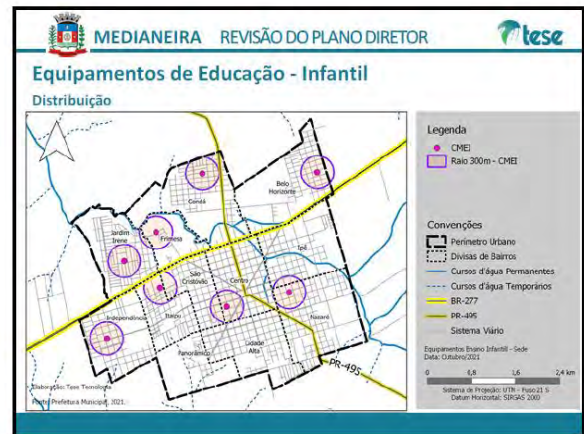 MEDIANEIRA REVISÃO DO PLANO DIRETOR
tese
Equipamentos de Educação - Infantil
Distribuição
Condá
Belo
Horizonte
Jardim
Irene
Frimesa
Ipê
São
Cristóvão
Centro
Independência
Itaipu
Nazaré
Panorâmico
Cidade
Alta
PR-495
Elaboração: Tese Tecnologia
Fonte: Prefeitura Municipal, 2021.
Legenda
CMEI
Raio 300m - CMEI
Convenções
Perímetro Urbano
Divisas de Bairros
Cursos d'água Permanentes
Cursos d'água Temporários
BR-277
PR-495
Sistema Viário
Equipamentos Ensino Infantil - Sede
Data: Outubro/2021
0 0,8 1,6 2,4 km
Sistema de Projeção: UTM - Fuso 21 S
Datum Horizontal: SIRGAS 2000